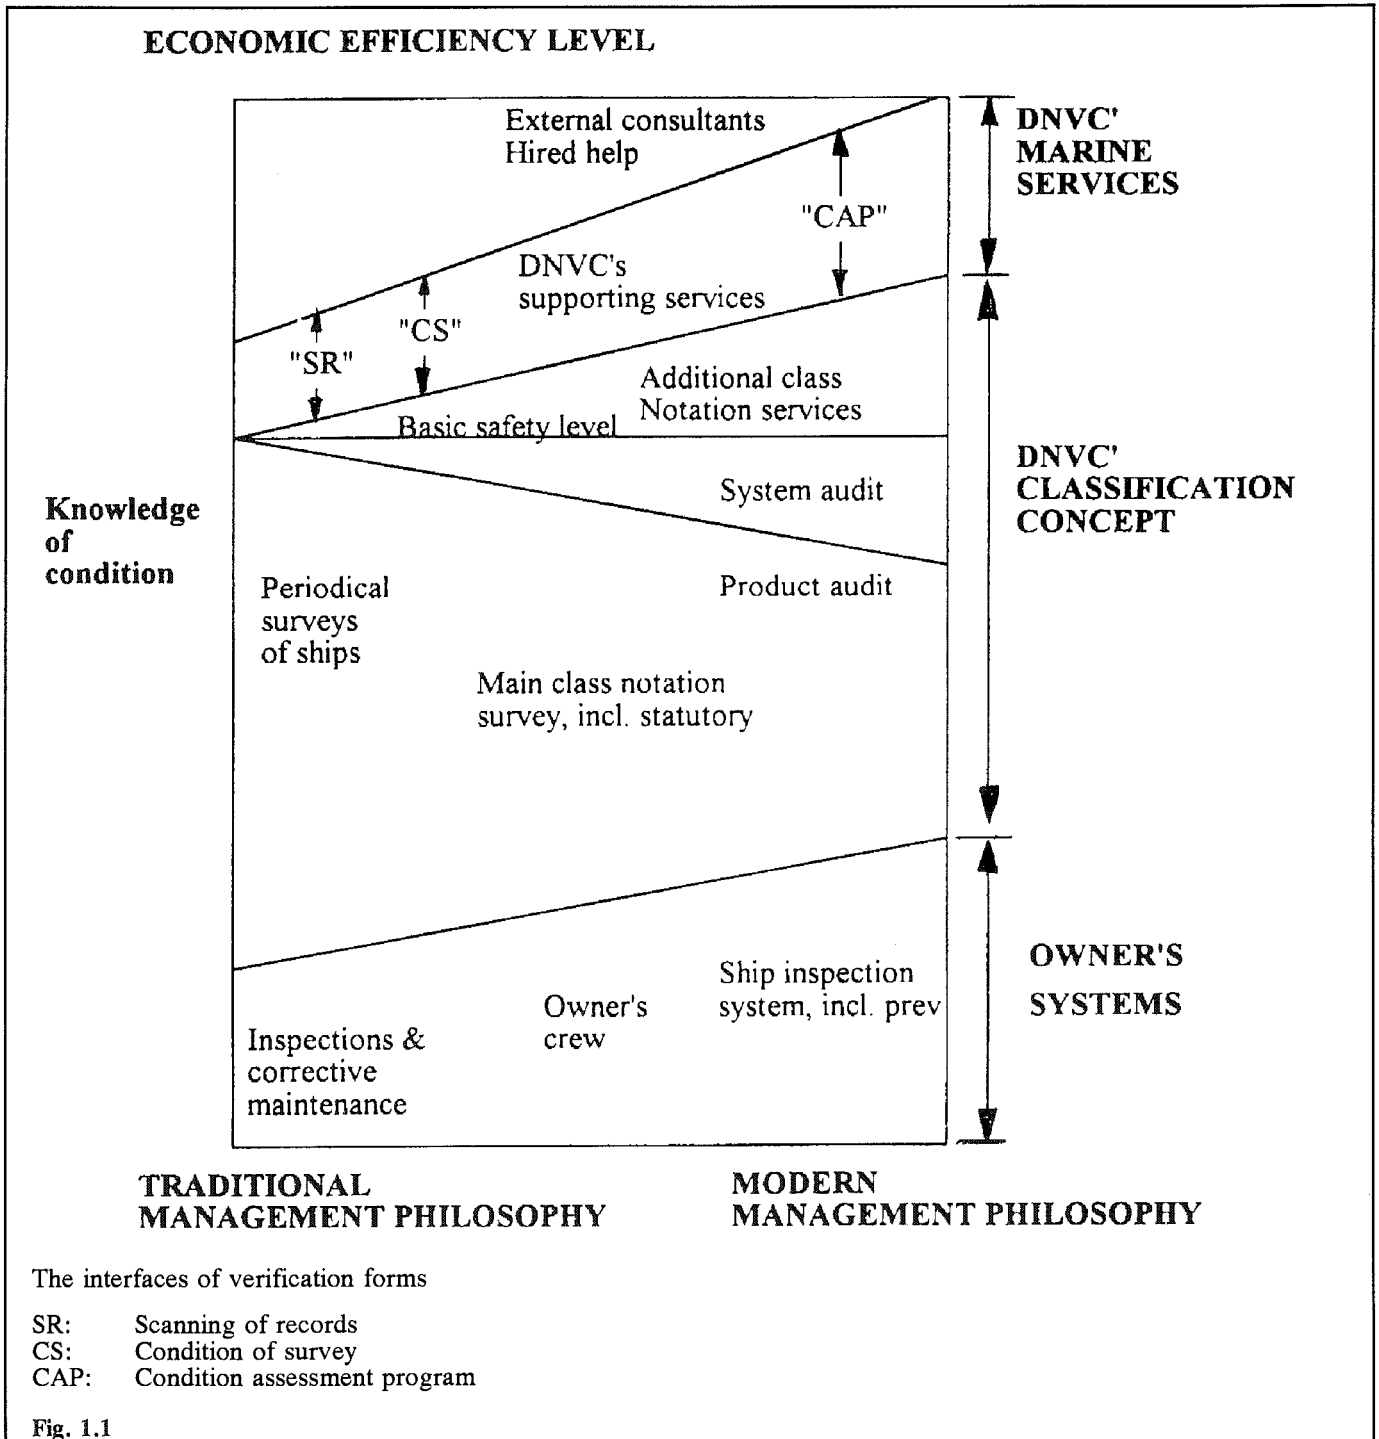 ECONOMIC EFFICIENCY LEVEL
External consultants
Hired help
DNVC'
MARINE
SERVICES
"CAP"
DNVC's
supporting services
"CS"
"SR"
Additional class
Notation services
Basic safety level
DNVC'
CLASSIFICATION
CONCEPT
System audit
Knowledge
of
condition
Product audit
Periodical
surveys
of ships
Main class notation
survey, incl. statutory
OWNER'S
SYSTEMS
Ship inspection
system, incl. prev
Owner's
crew
Inspections &
corrective
maintenance
TRADITIONAL
MANAGEMENT PHILOSOPHY
MODERN
MANAGEMENT PHILOSOPHY
The interfaces of verification forms
SR: Scanning of records
CS: Condition of survey
CAP: Condition assessment program
Fig. 1.1